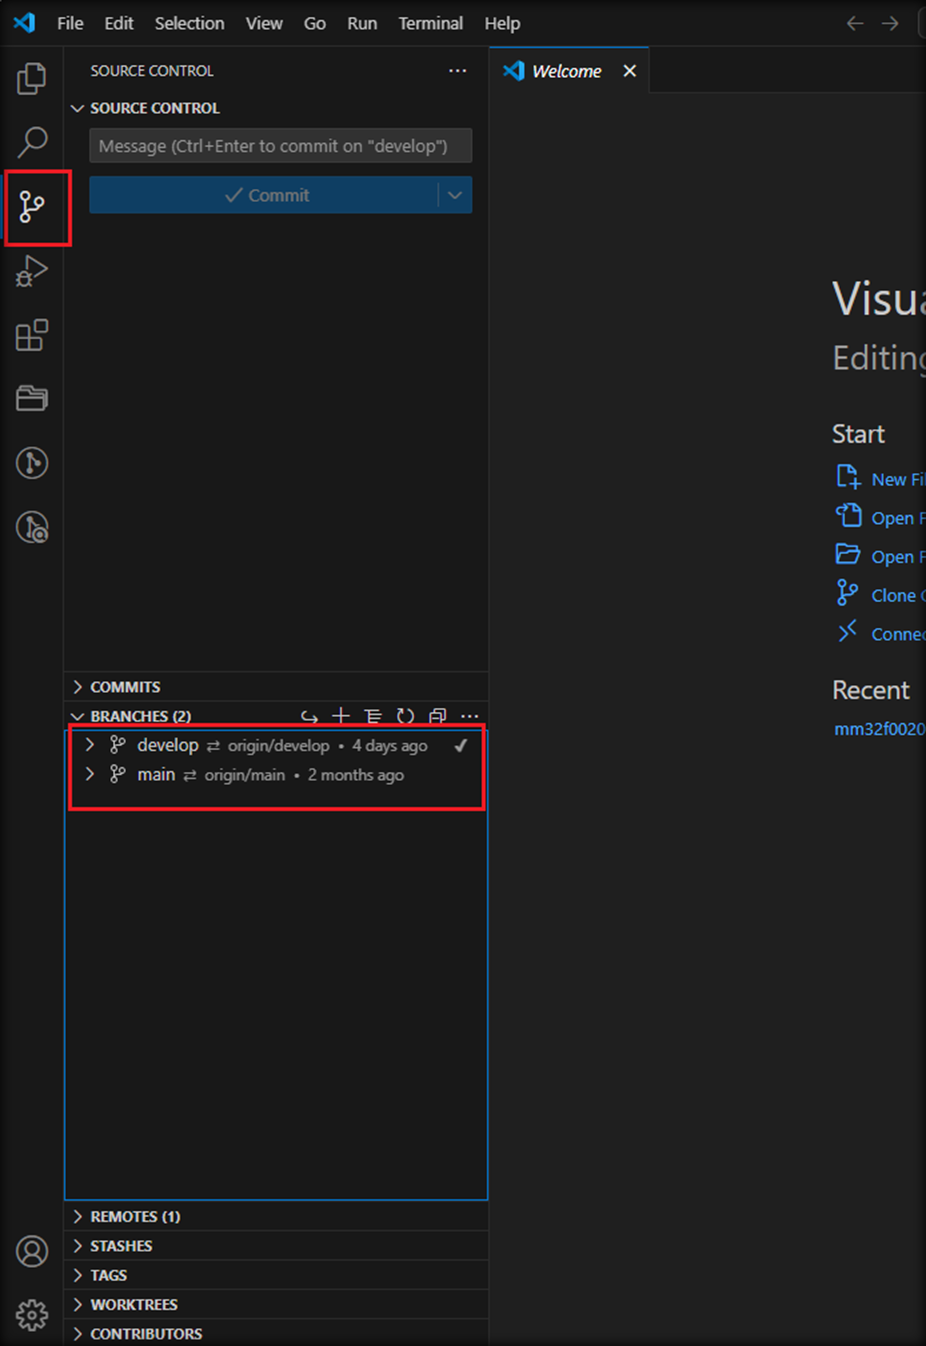 File Edit Selection View Go Run Terminal Help
SOURCE CONTROL
Welcome
SOURCE CONTROL
Message (Ctrl+Enter to commit on "develop")
Commit
COMMITS
BRANCHES (2)
develop origin/develop • 4 days ago
main origin/main • 2 months ago
REMOTES (1)
STASHES
TAGS
WORKTREES
CONTRIBUTORS
Visu
Editing
Start
New Fi
Open F
Open F
Clone
Connec
Recent
mm32f0020